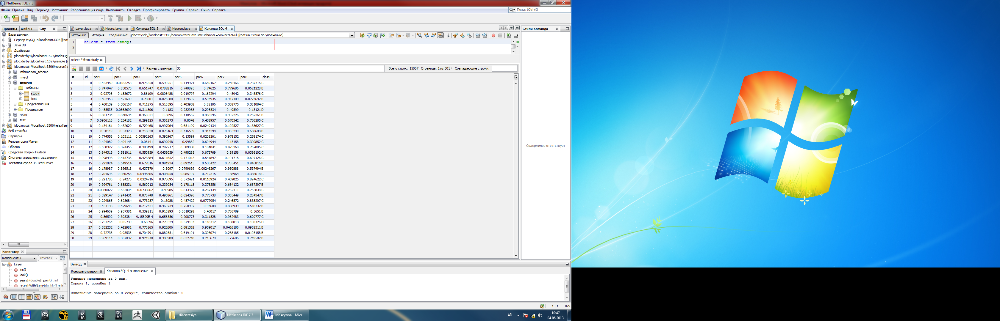 NetBeans IDE 7.3
Файл Правка Вид Переход Источник Реорганизация кода Выполнить Отладка Профилировать Группа Сервис Окно Справка
Поиск (Ctrl+I)
Проекты Файлы Слу...
Layer.java Neuro.java Команда SQL 3 Neuron.java Команда SQL 4
Стили Команда ...
Источник История Соединение: jdbc:mysql://localhost:3306/neuron?zeroDateTimeBehavior=convertToNull [root на Схема по умолчанию]
1 select * from study;
2
Базы данных
Сервер MySQL в localhost:3306 [root
Java DB
Драйверы
jdbc:derby://localhost:1527/nadosug
jdbc:derby://localhost:1527/sample [
jdbc:mysql://localhost:3306/neuron?z
information_schema
mysql
neuron
Таблицы
study
test
Представления
Процедуры
relax
test
jdbc:mysql://localhost:3306/relax?zer
Веб-службы
Серверы
Репозитории Maven
Облако
Средства сборки Hudson
Системы управления заданиями
Тестовая среда JS Test Driver
select * from study
Размер страницы: 30 Всего строк: 15007 Страница: 1 из 501 Совпадающие строки:
# id par1 par2 par3 par4 par5 par6 par7 par8 class
1 0 0.453459 0.0183258 0.976558 0.599251 0.119921 0.659167 0.246466 0.737715 C
2 1 0.747047 0.830575 0.651747 0.0782816 0.740895 0.74625 0.779686 0.0621228 B
3 2 0.92706 0.153672 0.86109 0.0806488 0.919797 0.167294 0.43942 0.343576 C
4 3 0.462453 0.424609 0.78001 0.825588 0.149692 0.594935 0.917409 0.0774642 B
5 4 0.450139 0.306167 0.711275 0.510595 0.403938 0.82106 0.308775 0.381084 C
6 5 0.455535 0.0863699 0.311806 0.1183 0.232988 0.295534 0.49599 0.13121 D
7 6 0.601734 0.848694 0.460621 0.6096 0.118552 0.868296 0.902226 0.252361 B
8 7 0.0906116 0.234182 0.299125 0.301273 0.8048 0.438957 0.670342 0.736285 C
9 8 0.134161 0.432629 0.729468 0.997064 0.651109 0.0249134 0.192527 0.135627 C
10 9 0.58119 0.34423 0.218638 0.876163 0.416509 0.314394 0.963249 0.660688 B
11 10 0.774556 0.103111 0.00592163 0.392967 0.13599 0.0208261 0.978152 0.258174 C
12 11 0.424082 0.404145 0.06141 0.692048 0.99882 0.604944 0.15158 0.300852 C
13 12 0.530322 0.324455 0.393199 0.292217 0.389038 0.181041 0.475368 0.767005 C
14 13 0.644313 0.581011 0.550939 0.0436039 0.498265 0.673769 0.89156 0.0386102 C
15 14 0.998493 0.415736 0.423384 0.611652 0.171013 0.541897 0.101715 0.697126 C
16 15 0.293924 0.549514 0.677616 0.991934 0.892615 0.635422 0.785451 0.945816 B
17 16 0.178987 0.896518 0.437579 0.8097 0.0799639 0.00246267 0.950888 0.537494 B
18 17 0.704695 0.980258 0.0495865 0.408058 0.085197 0.712315 0.38964 0.336618 C
19 18 0.291786 0.24275 0.0324716 0.978695 0.572491 0.0110924 0.459025 0.894622 C
20 19 0.994761 0.688231 0.560012 0.239054 0.178118 0.376356 0.664132 0.667397 B
21 20 0.0980022 0.552804 0.0733062 0.40985 0.613927 0.287134 0.762411 0.753838 C
22 21 0.329147 0.941431 0.870748 0.496861 0.624396 0.775738 0.363449 0.284347 B
23 22 0.224865 0.623684 0.773257 0.13088 0.457422 0.0777954 0.246572 0.838207 C
24 23 0.434198 0.429645 0.212421 0.469734 0.758997 0.94688 0.868939 0.518732 B
25 24 0.994609 0.937381 0.339211 0.916293 0.0519298 0.45017 0.786789 0.5651 B
26 25 0.86592 0.393384 9.15829E-4 0.656356 0.208773 0.311528 0.962483 0.629777 C
27 26 0.257264 0.05739 0.68396 0.270329 0.579104 0.118412 0.180013 0.100426 D
28 27 0.532232 0.412981 0.770265 0.922606 0.681318 0.959017 0.0416186 0.0952311 B
29 28 0.72736 0.93538 0.704791 0.882551 0.619101 0.306074 0.268185 0.0105158 B
30 29 0.969114 0.357837 0.921948 0.380988 0.632718 0.213679 0.27606 0.749582 B
Содержимое отсутствует
Навигатор
Компоненты <пусто>
Layer
ins()
look()
search(double[] point) : int
searchWithName(double[] poi
Вывод
Консоль отладки Команда SQL 4 выполнение
Успешно исполнено за 0 сек.
Строка 1, столбец 1
Выполнение завершено за 0 секунд, количество ошибок: 0.
1 | 1 INS
disertatsiya NetBeans IDE 7.3 Маякупов - Micr...
EN
10:47
04.06.2013